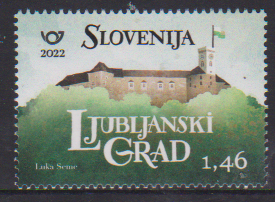 SLOVENIJA
2022
LJUBLJANSKI
GRAD
Luka Seme
1,46